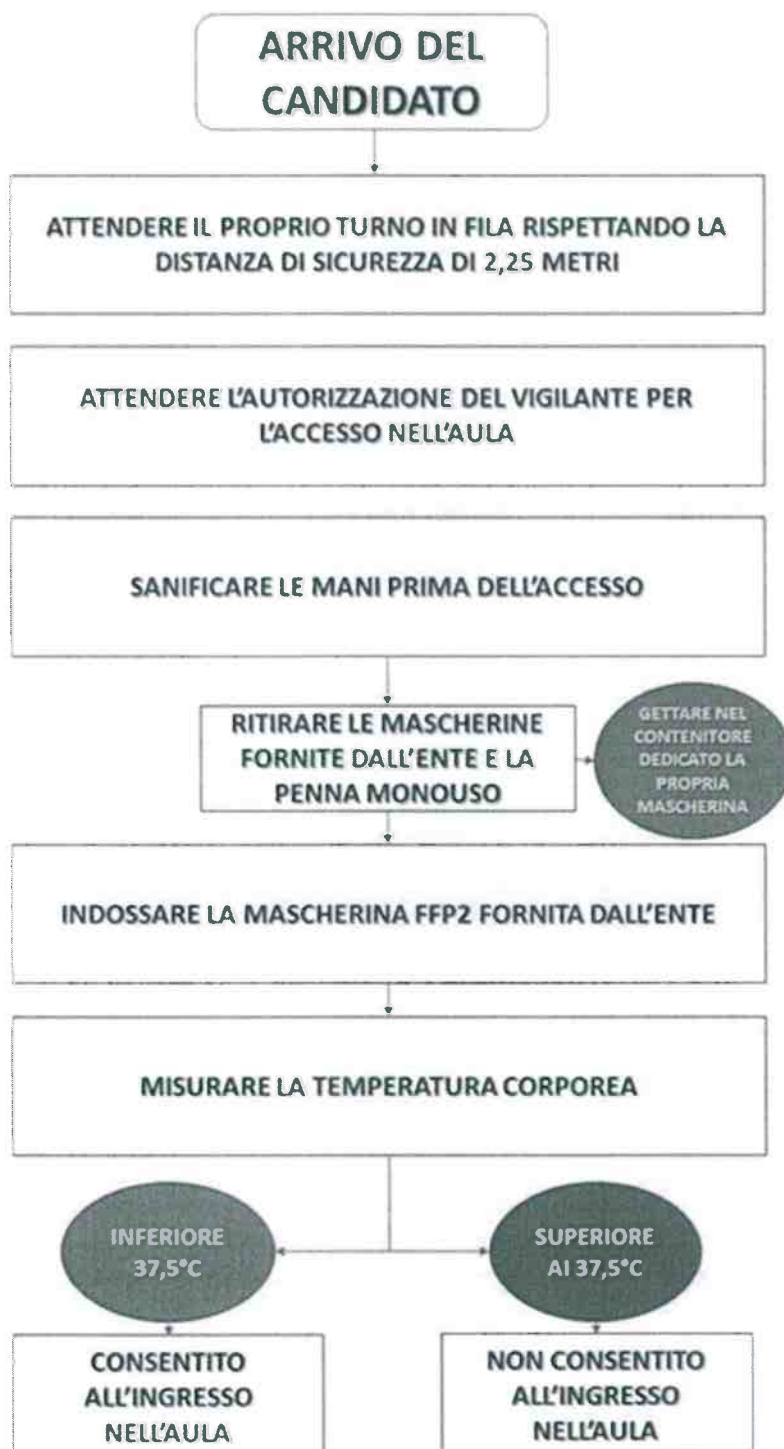 ARRIVO DEL
CANDIDATO
ATTENDERE IL PROPRIO TURNO IN FILA RISPETTANDO LA
DISTANZA DI SICUREZZA DI 2,25 METRI
ATTENDERE L'AUTORIZZAZIONE DEL VIGILANTE PER
L'ACCESSO NELL'AULA
SANIFICARE LE MANI PRIMA DELL'ACCESSO
RITIRARE LE MASCHERINE
FORNITE DALL'ENTE E LA
PENNA MONOUSO
GETTARE NEL
CONTENITORE
DEDICATO LA
PROPRIA
MASCHERINA
INDOSSARE LA MASCHERINA FFP2 FORNITA DALL'ENTE
MISURARE LA TEMPERATURA CORPOREA
INFERIORE
37,5°C
SUPERIORE
AI 37,5°C
CONSENTITO
ALL'INGRESSO
NELL'AULA
NON CONSENTITO
ALL'INGRESSO
NELL'AULA